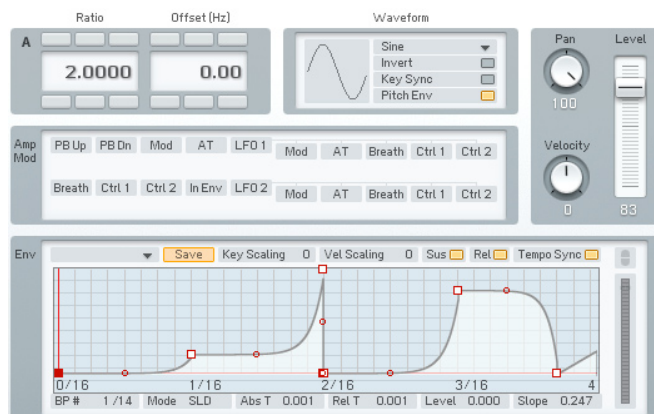 Ratio Offset (Hz) Waveform
A
2.0000 0.00
Sine
Invert
Key Sync
Pitch Env
Pan Level
100
Velocity
0 83
Amp Mod
PB Up PB Dn Mod AT LFO 1 Mod AT Breath Ctrl 1 Ctrl 2
Breath Ctrl 1 Ctrl 2 In Env LFO 2 Mod AT Breath Ctrl 1 Ctrl 2
Env Save Key Scaling 0 Vel Scaling 0 Sus Rel Tempo Sync
0/16 1/16 2/16 3/16 4
BP # 1/14 Mode SLD Abs T 0.001 Rel T 0.001 Level 0.000 Slope 0.247